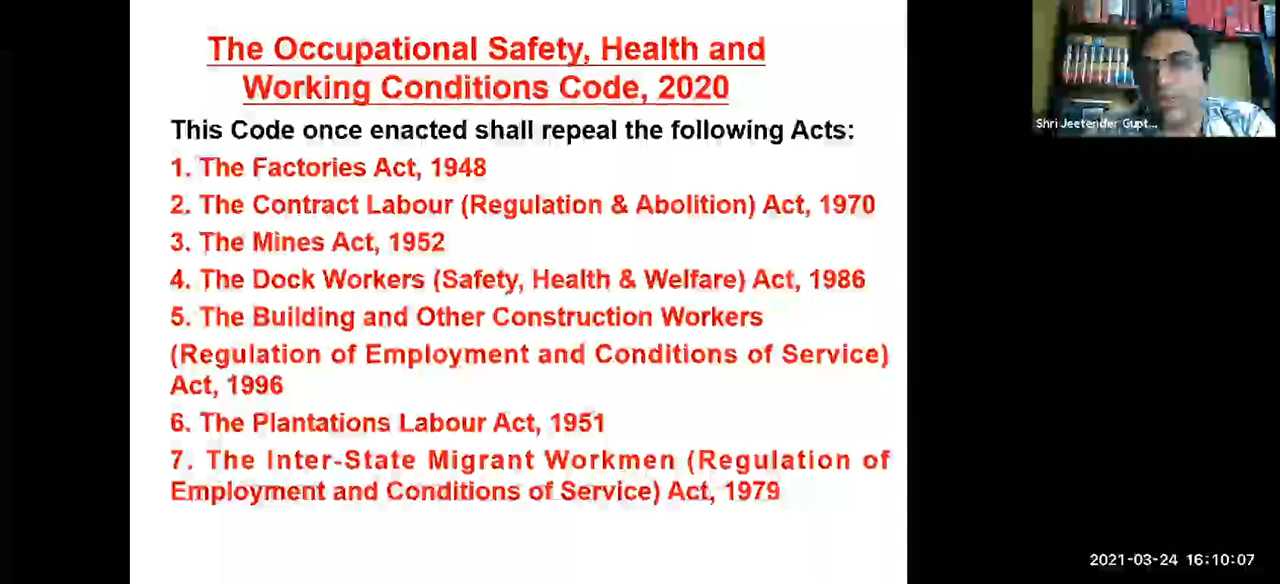 The Occupational Safety, Health and
Working Conditions Code, 2020
This Code once enacted shall repeal the following Acts:
1. The Factories Act, 1948
2. The Contract Labour (Regulation & Abolition) Act, 1970
3. The Mines Act, 1952
4. The Dock Workers (Safety, Health & Welfare) Act, 1986
5. The Building and Other Construction Workers
(Regulation of Employment and Conditions of Service)
Act, 1996
6. The Plantations Labour Act, 1951
7. The Inter-State Migrant Workmen (Regulation of
Employment and Conditions of Service) Act, 1979
Shri Jeetender Gupt...
2021-03-24 16:10:07